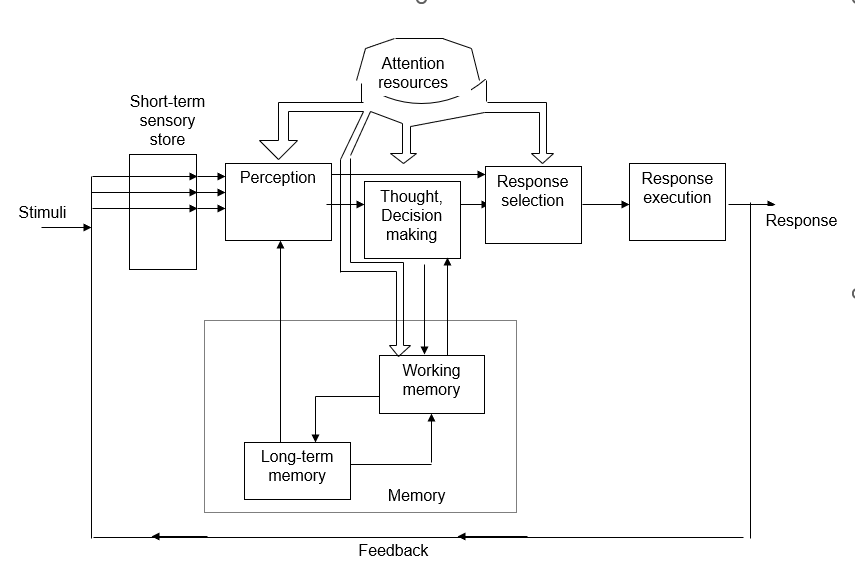 Attention
resources
Short-term
sensory
store
Stimuli
Perception
Thought,
Decision
making
Response
selection
Response
execution
Response
Working
memory
Long-term
memory
Memory
Feedback